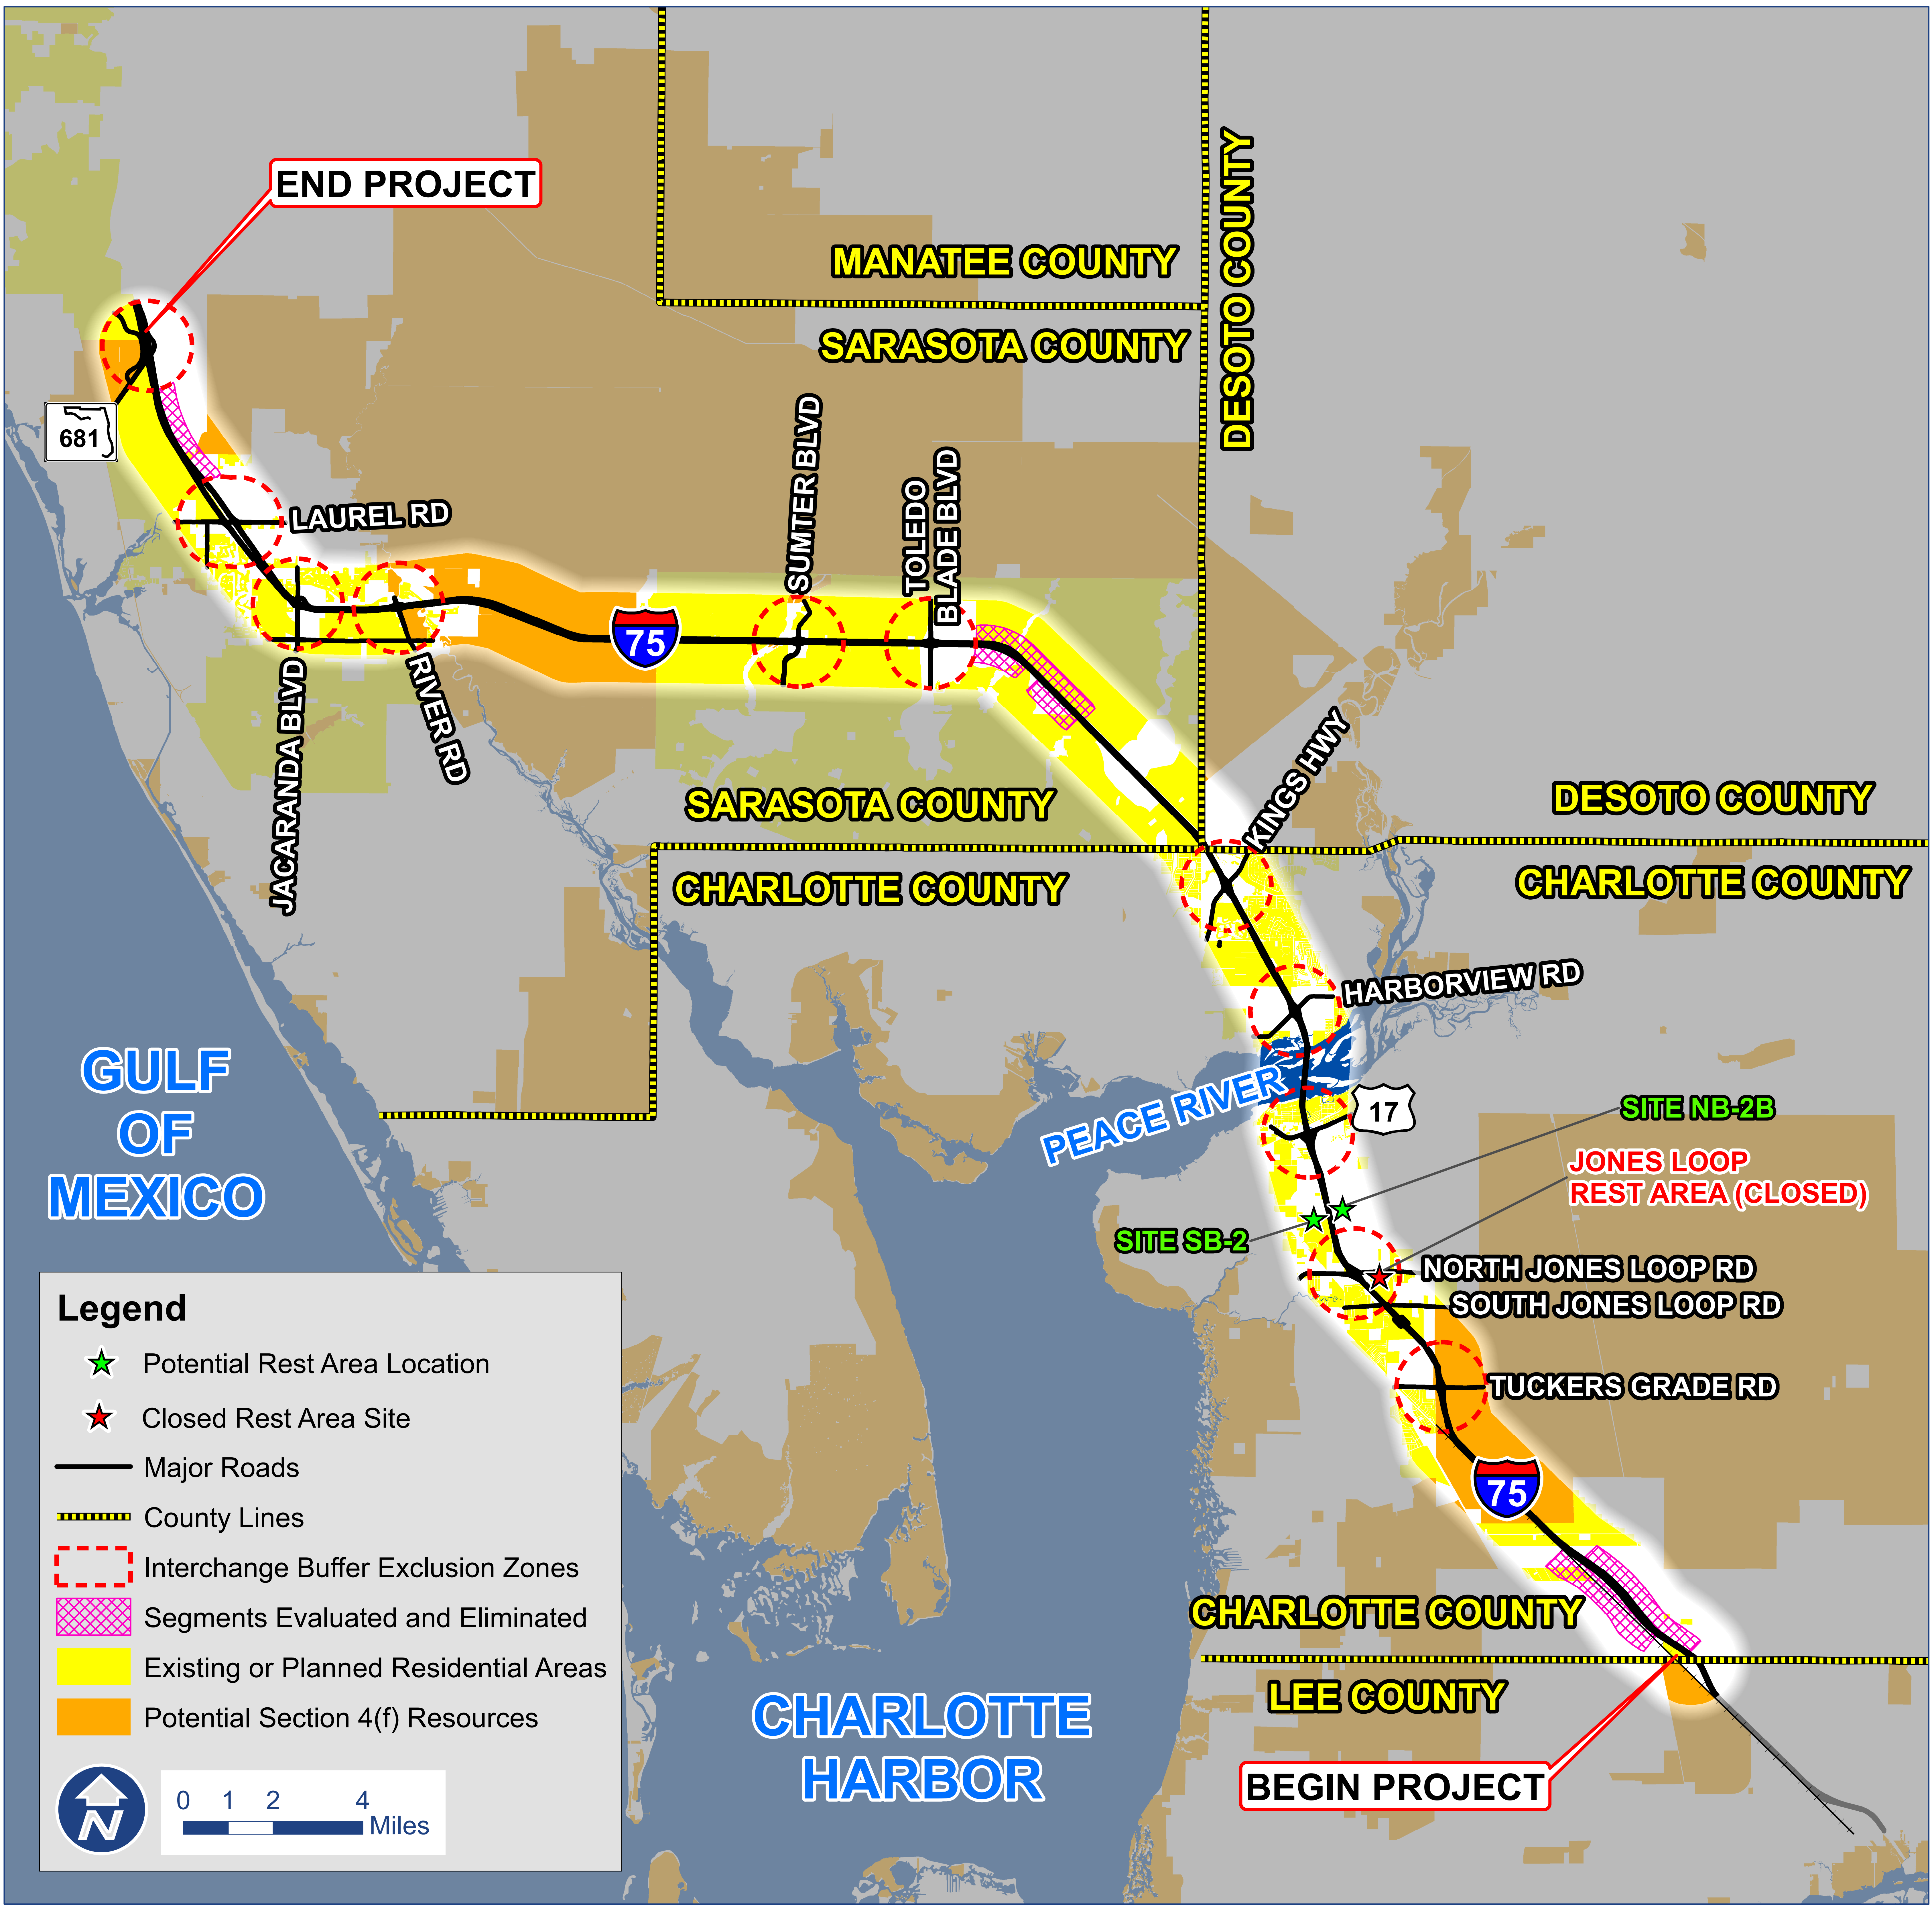 END PROJECT
MANATEE COUNTY
SARASOTA COUNTY
DESOTO COUNTY
681
LAUREL RD
SUMTER BLVD
TOLEDO
BLADE BLVD
75
JACARANDA BLVD
RIVER RD
KINGS HWY
SARASOTA COUNTY
DESOTO COUNTY
CHARLOTTE COUNTY
CHARLOTTE COUNTY
HARBORVIEW RD
GULF
OF
MEXICO
PEACE RIVER
17
SITE NB-2B
JONES LOOP
REST AREA (CLOSED)
SITE SB-2
NORTH JONES LOOP RD
SOUTH JONES LOOP RD
TUCKERS GRADE RD
75
CHARLOTTE COUNTY
LEE COUNTY
CHARLOTTE
HARBOR
BEGIN PROJECT
Legend
Potential Rest Area Location
Closed Rest Area Site
Major Roads
County Lines
Interchange Buffer Exclusion Zones
Segments Evaluated and Eliminated
Existing or Planned Residential Areas
Potential Section 4(f) Resources
N
0 1 2 4
Miles